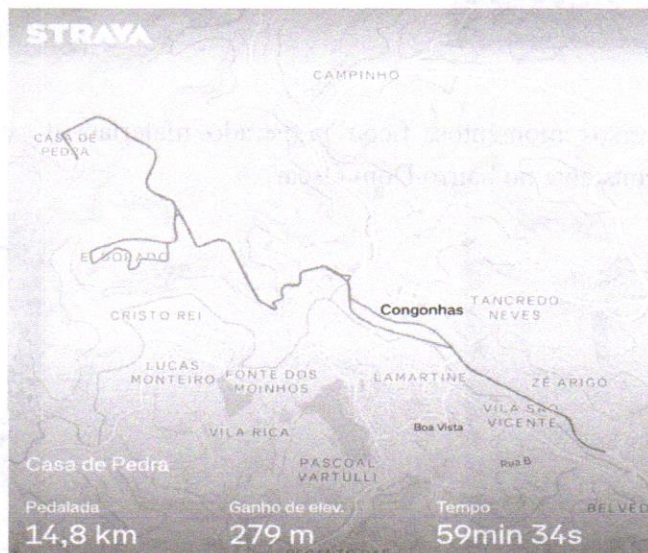 STRAVA
CAMPINHO
CASA DE
PEDRA
CRISTO REI
Congonhas
TANCREDO
NEVES
LUCAS
MONTEIRO
FONTE DOS
MOINHOS
LAMARTINE
ZÉ ARIGÓ
VILA SÃO
VICENTE
VILA RICA
Boa Vista
Rua B
PASCOAL
VARTULLI
Casa de Pedra
Pedalada
14,8 km
Ganho de elev.
279 m
Tempo
59min 34s